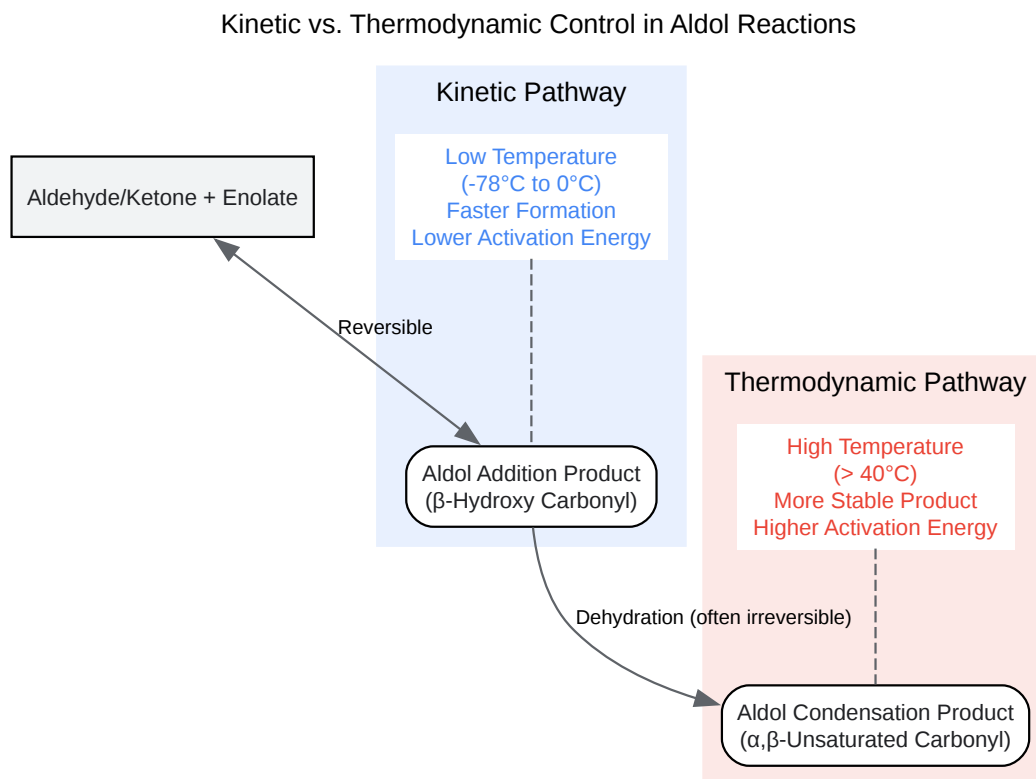 Kinetic vs. Thermodynamic Control in Aldol Reactions
Kinetic Pathway
Low Temperature
(-78°C to 0°C)
Faster Formation
Lower Activation Energy
Aldehyde/Ketone + Enolate
Reversible
Thermodynamic Pathway
High Temperature
(> 40°C)
More Stable Product
Higher Activation Energy
Aldol Addition Product
(β-Hydroxy Carbonyl)
Dehydration (often irreversible)
Aldol Condensation Product
(α,β-Unsaturated Carbonyl)